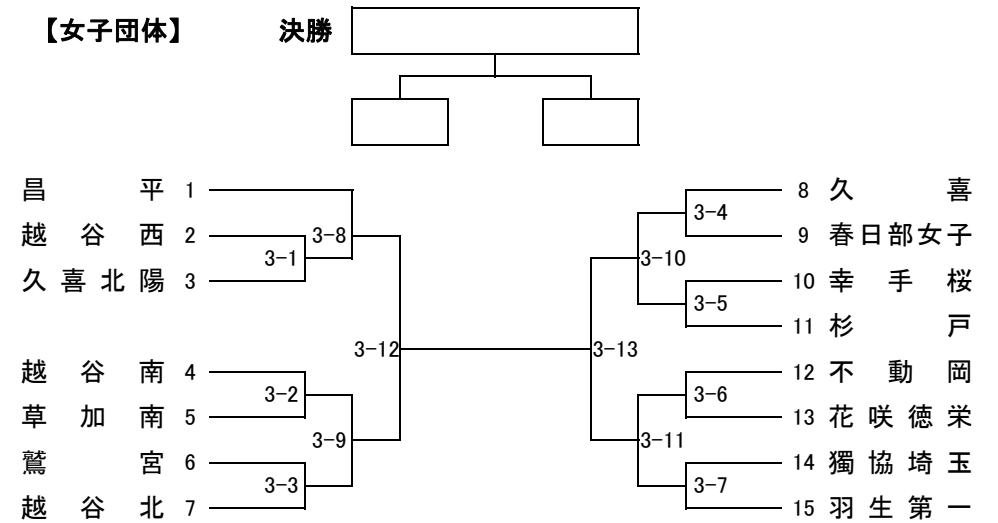 【女子団体】 決勝
昌平 1
越谷西 2
久喜北陽 3
越谷南 4
草加南 5
鷲宮 6
越谷北 7
3-8
3-1
3-12
3-2
3-9
3-3
8 久喜
9 春日部女子
10 幸手桜
11 杉戸
12 不動岡
13 花咲徳栄
14 獨協埼玉
15 羽生第一
3-4
3-10
3-5
3-13
3-6
3-11
3-7